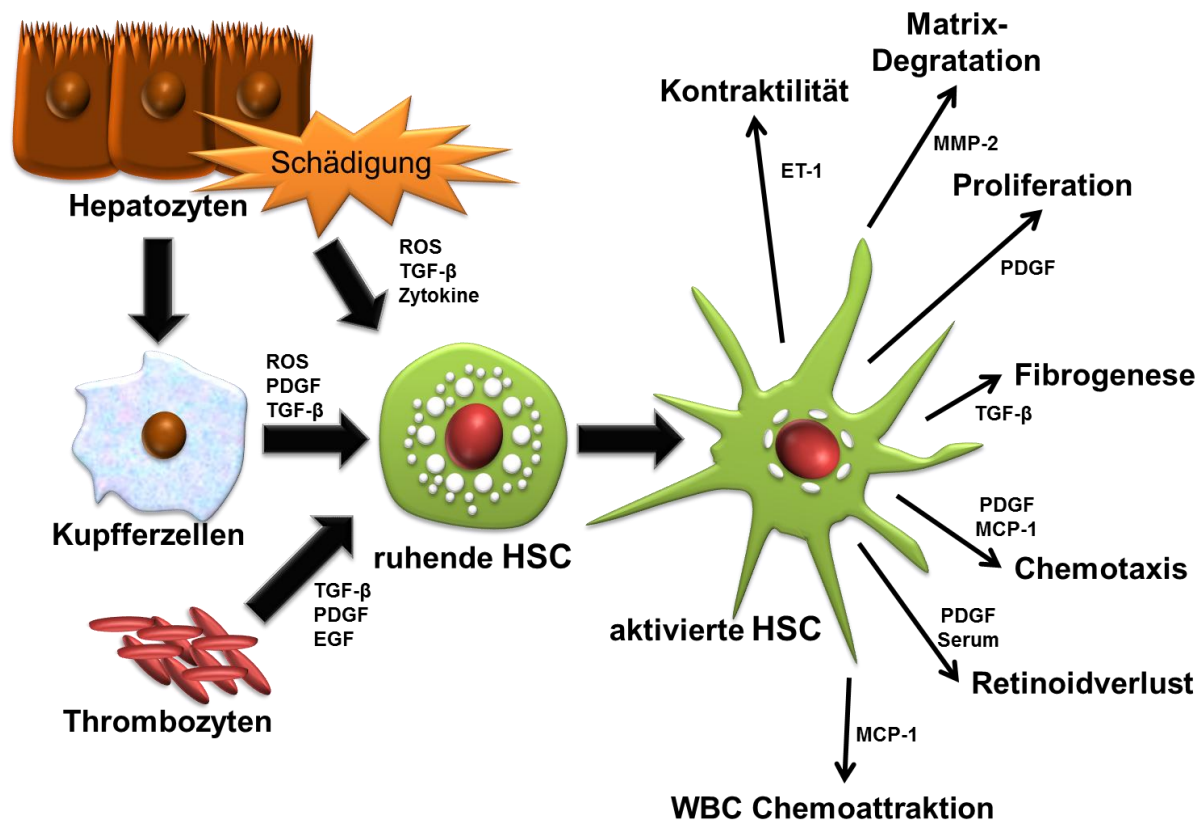 Matrix-
Degratation
Kontraktilität
Schädigung
MMP-2
ET-1
Proliferation
Hepatozyten
ROS
TGF-β
Zytokine
PDGF
ROS
PDGF
TGF-β
Fibrogenese
TGF-β
Kupfferzellen
ruhende HSC
PDGF
MCP-1
Chemotaxis
TGF-β
PDGF
EGF
aktivierte HSC
PDGF
Serum
Retinoidverlust
Thrombozyten
MCP-1
WBC Chemoattraktion